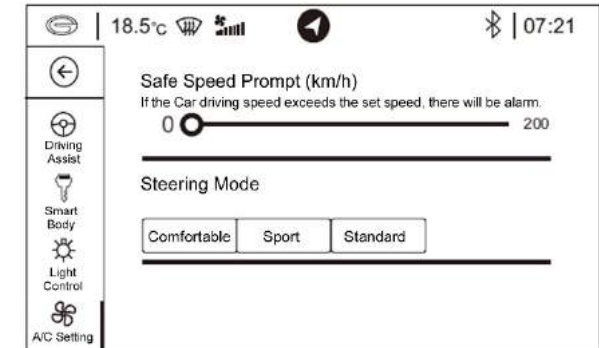 18.5°C
07:21
Safe Speed Prompt (km/h)
If the Car driving speed exceeds the set speed, there will be alarm.
0 200
Driving
Assist
Steering Mode
Smart
Body
Comfortable Sport Standard
Light
Control
A/C Setting